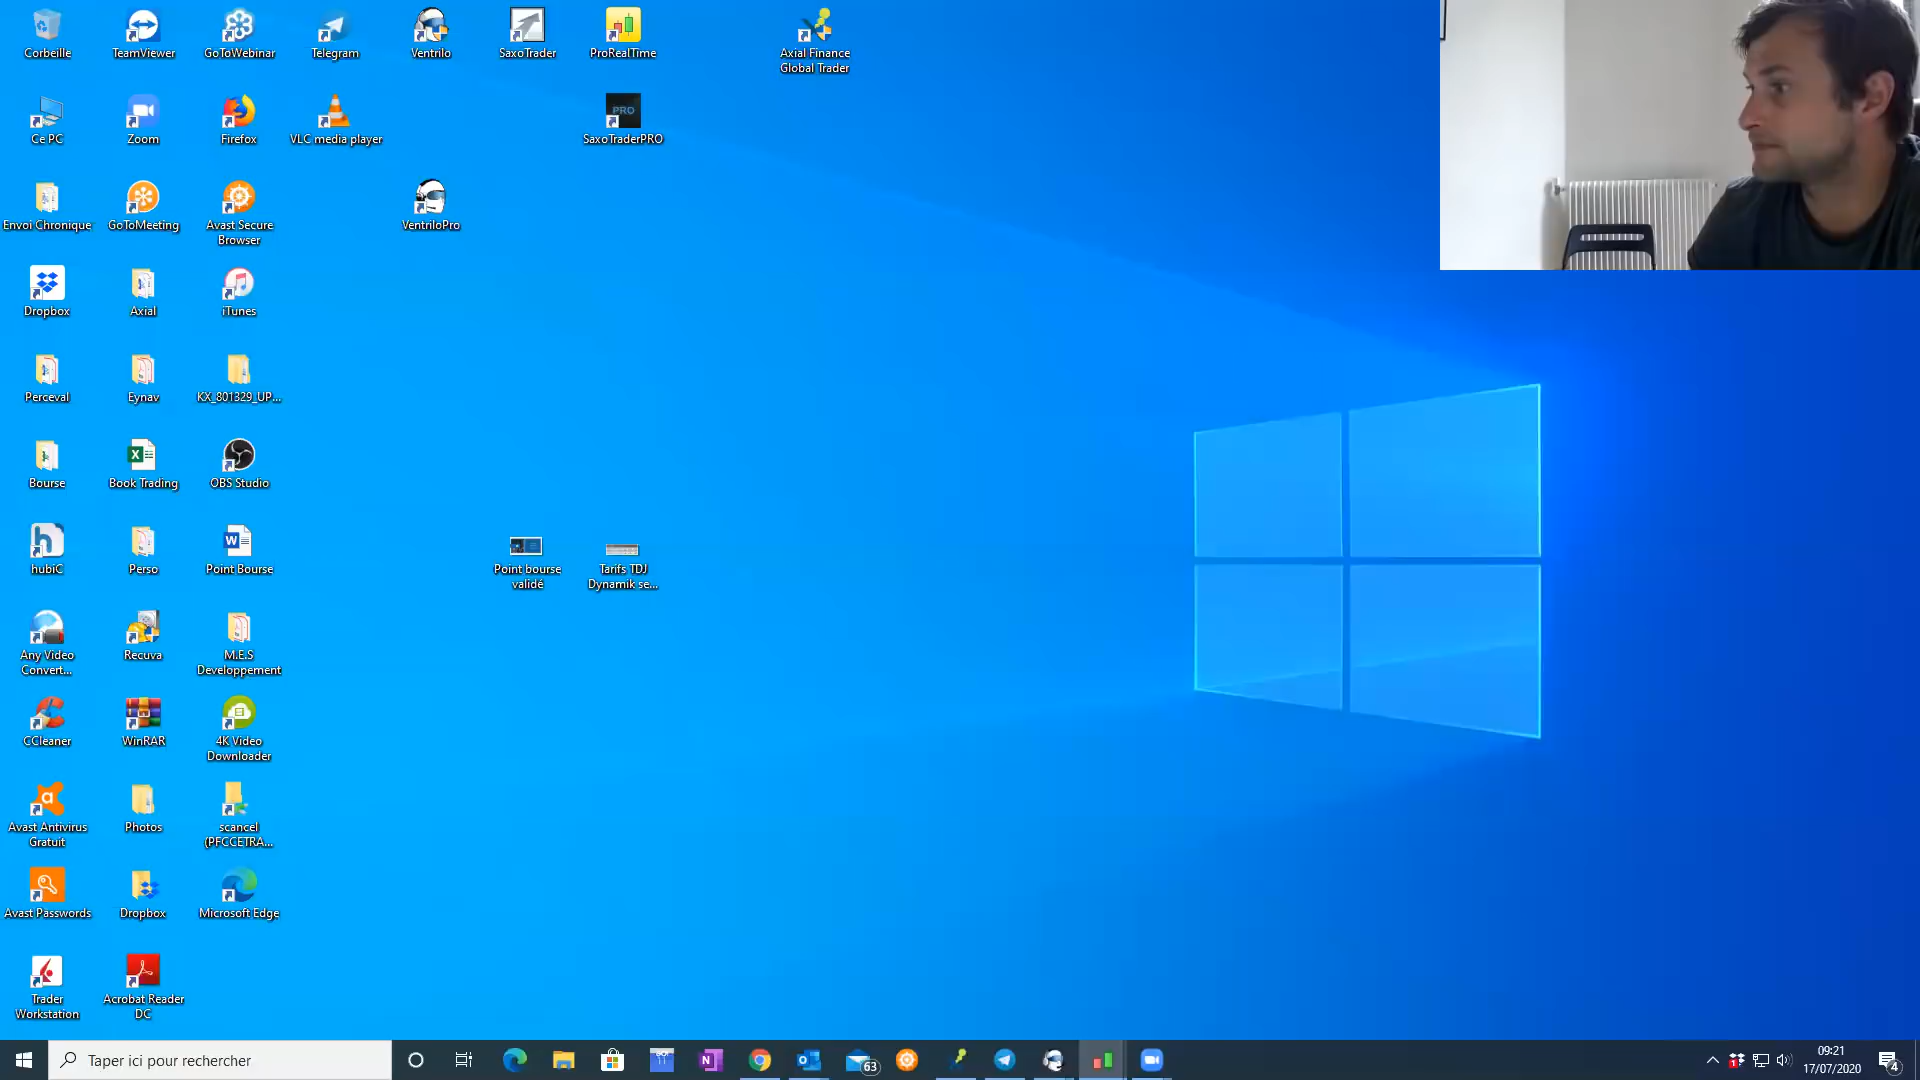 Corbeille
TeamViewer
GoToWebinar
Telegram
Ventrilo
SaxoTrader
ProRealTime
Axial Finance
Global Trader
Ce PC
Zoom
Firefox
VLC media player
PRO
SaxoTraderPRO
Envoi Chronique
GoToMeeting
Avast Secure
Browser
VentriloPro
Dropbox
Axial
iTunes
Perceval
Eynav
KX_801329_UP...
Bourse
Book Trading
OBS Studio
hubiC
Perso
Point Bourse
Point bourse
validé
Tarifs TDJ
Dynamik se...
Any Video
Convert...
Recuva
M.E.S
Developpement
CCleaner
WinRAR
4K Video
Downloader
Avast Antivirus
Gratuit
Photos
scancel
(PFCCETRA...
Avast Passwords
Dropbox
Microsoft Edge
Trader
Workstation
Acrobat Reader
DC
Taper ici pour rechercher
63
09:21
17/07/2020
4